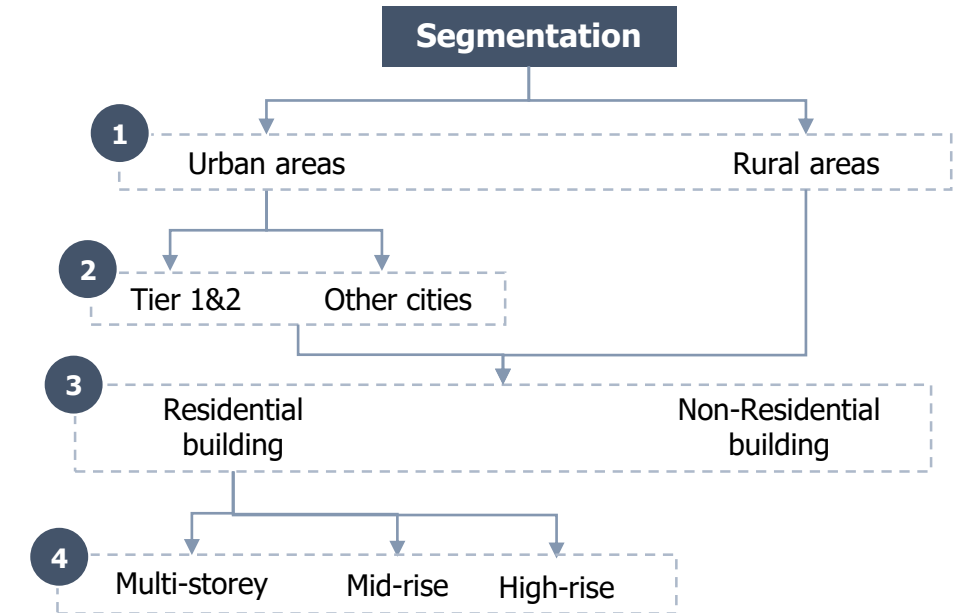 Segmentation
1
Urban areas
Rural areas
2
Tier 1&2
Other cities
3
Residential
building
Non-Residential
building
4
Multi-storey
Mid-rise
High-rise